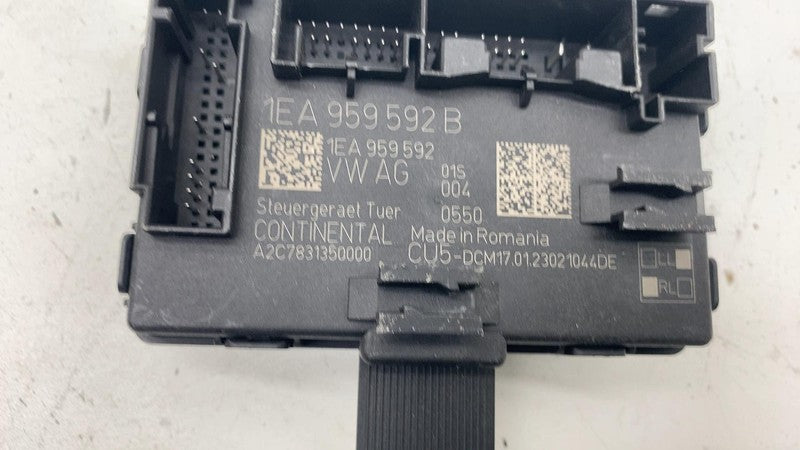 1EA 959 592 B
1EA 959 592
VW AG
01S
004
Steuergeraet Tuer 0550
CONTINENTAL Made in Romania
A2C7831350000 CU5-DCM17.01.23021044DE
LL
RL